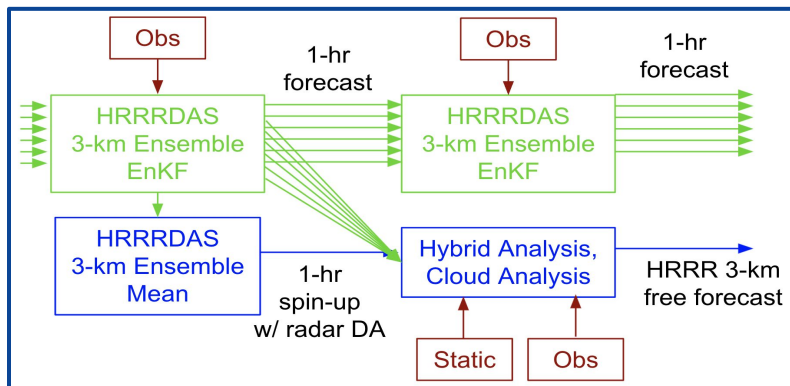 Obs
1-hr
forecast
Obs
1-hr
forecast
HRRRDAS
3-km Ensemble
EnKF
HRRRDAS
3-km Ensemble
EnKF
HRRRDAS
3-km Ensemble
Mean
1-hr
spin-up
w/ radar DA
Hybrid Analysis,
Cloud Analysis
HRRR 3-km
free forecast
Static
Obs